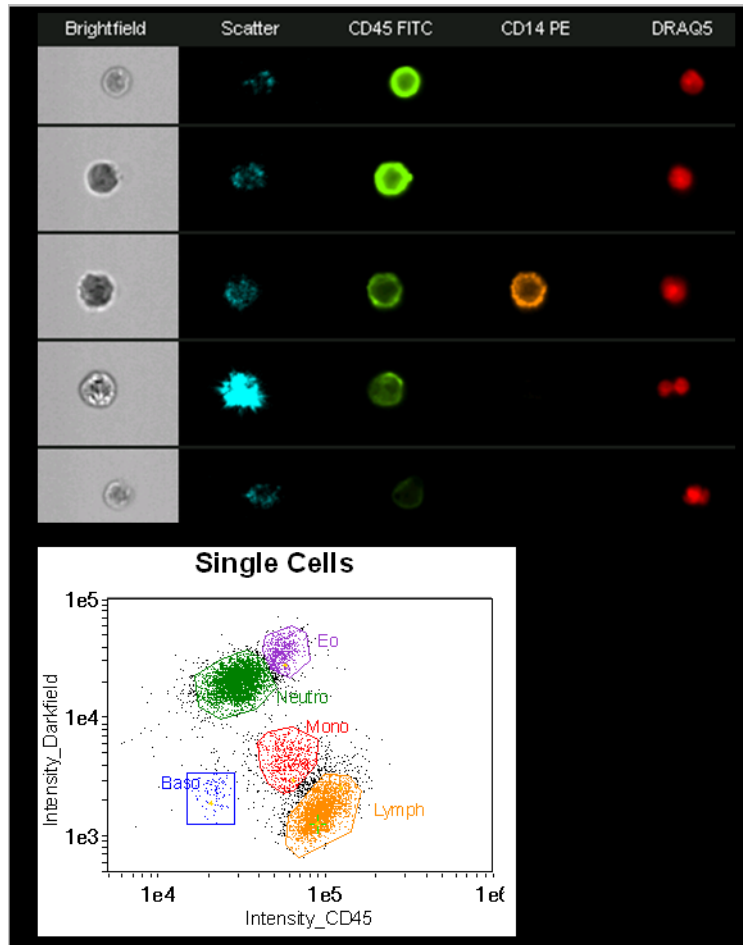 Brightfield Scatter CD45 FITC CD14 PE DRAQ5
Single Cells
1e5
Eo
Neutro
1e4
Mono
Baso
Lymph
1e3
Intensity_Darkfield
1e4 1e5 1e6
Intensity_CD45